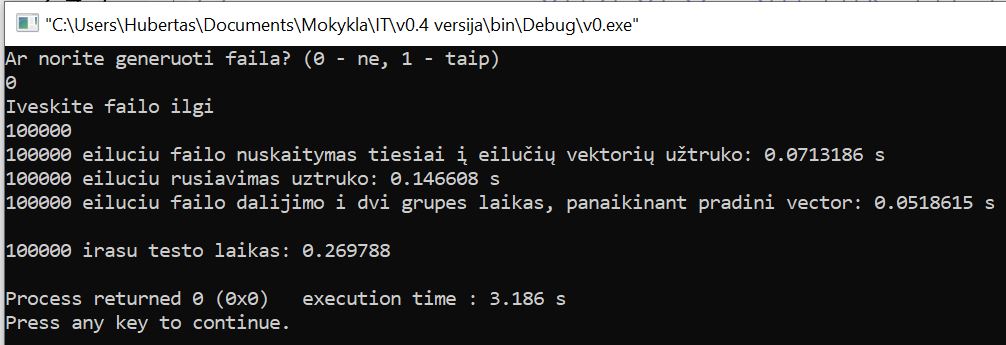 "C:\Users\Hubertas\Documents\Mokykla\IT\v0.4 versija\bin\Debug\v0.exe"
Ar norite generuoti faila? (0 - ne, 1 - taip)
0
Iveskite failo ilgi
100000
100000 eiluciu failo nuskaitymas tiesiai į eilučių vektorių užtruko: 0.0713186 s
100000 eiluciu rusiavimas uztruko: 0.146608 s
100000 eiluciu failo dalijimo i dvi grupes laikas, panaikinant pradini vector: 0.0518615 s
100000 irasu testo laikas: 0.269788
Process returned 0 (0x0)   execution time : 3.186 s
Press any key to continue.